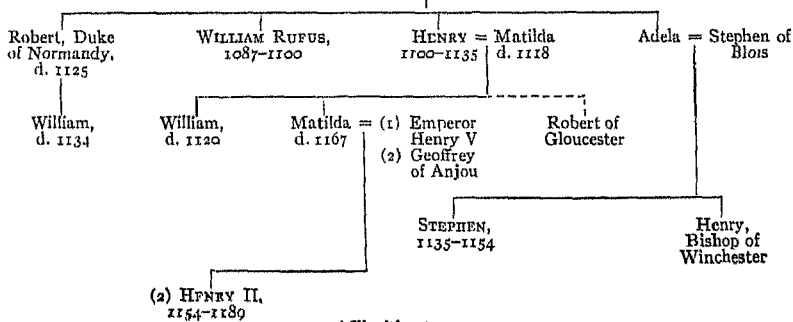 Robert, Duke
of Normandy,
d. 1125
WILLIAM RUFUS,
1087–1100
HENRY = Matilda
1100–1135 d. 1118
Adela = Stephen of
Blois
William,
d. 1134
William,
d. 1120
Matilda = (1) Emperor
d. 1167 Henry V
(2) Geoffrey
of Anjou
Robert of
Gloucester
STEPHEN,
1135–1154
Henry,
Bishop of
Winchester
(2) HENRY II,
1154–1189